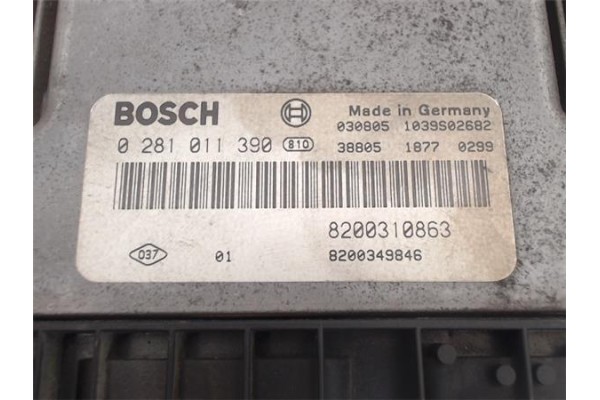 BOSCH
Made in Germany
030805 1039S02682
0 281 011 390 810
38805 1877 0299
8200310863
037 01 8200349846